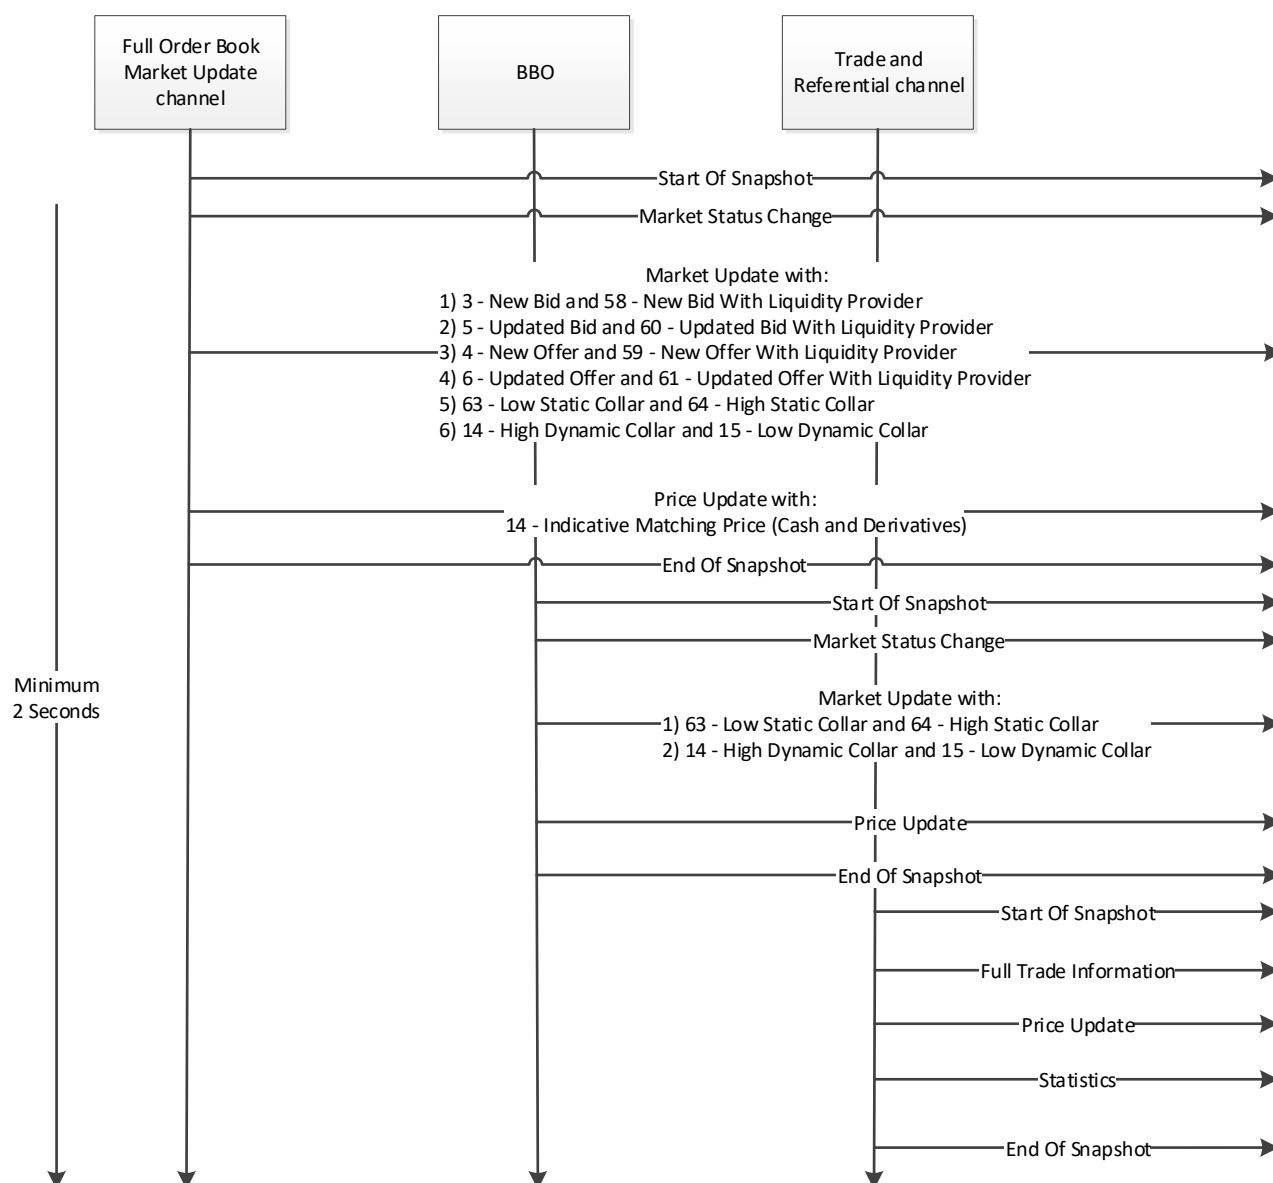 Full Order Book
Market Update
channel
BBO
Trade and
Referential channel
Start Of Snapshot
Market Status Change
Market Update with:
1) 3 - New Bid and 58 - New Bid With Liquidity Provider
2) 5 - Updated Bid and 60 - Updated Bid With Liquidity Provider
3) 4 - New Offer and 59 - New Offer With Liquidity Provider
4) 6 - Updated Offer and 61 - Updated Offer With Liquidity Provider
5) 63 - Low Static Collar and 64 - High Static Collar
6) 14 - High Dynamic Collar and 15 - Low Dynamic Collar
Price Update with:
14 - Indicative Matching Price (Cash and Derivatives)
End Of Snapshot
Start Of Snapshot
Market Status Change
Minimum
2 Seconds
Market Update with:
1) 63 - Low Static Collar and 64 - High Static Collar
2) 14 - High Dynamic Collar and 15 - Low Dynamic Collar
Price Update
End Of Snapshot
Start Of Snapshot
Full Trade Information
Price Update
Statistics
End Of Snapshot